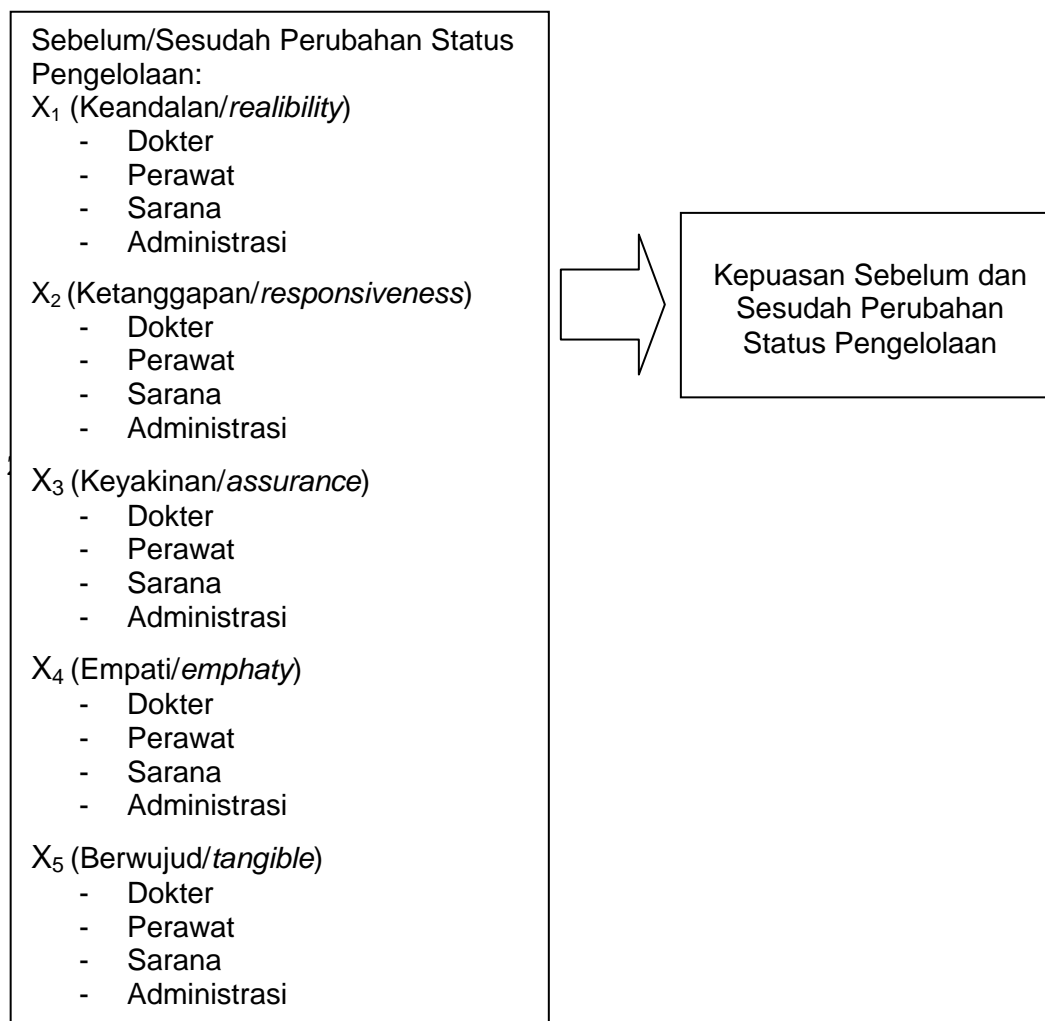 Sebelum/Sesudah Perubahan Status
Pengelolaan:
X₁ (Keandalan/realibility)
- Dokter
- Perawat
- Sarana
- Administrasi
X₂ (Ketanggapan/responsiveness)
- Dokter
- Perawat
- Sarana
- Administrasi
X₃ (Keyakinan/assurance)
- Dokter
- Perawat
- Sarana
- Administrasi
X₄ (Empati/emphaty)
- Dokter
- Perawat
- Sarana
- Administrasi
X₅ (Berwujud/tangible)
- Dokter
- Perawat
- Sarana
- Administrasi
Kepuasan Sebelum dan
Sesudah Perubahan
Status Pengelolaan